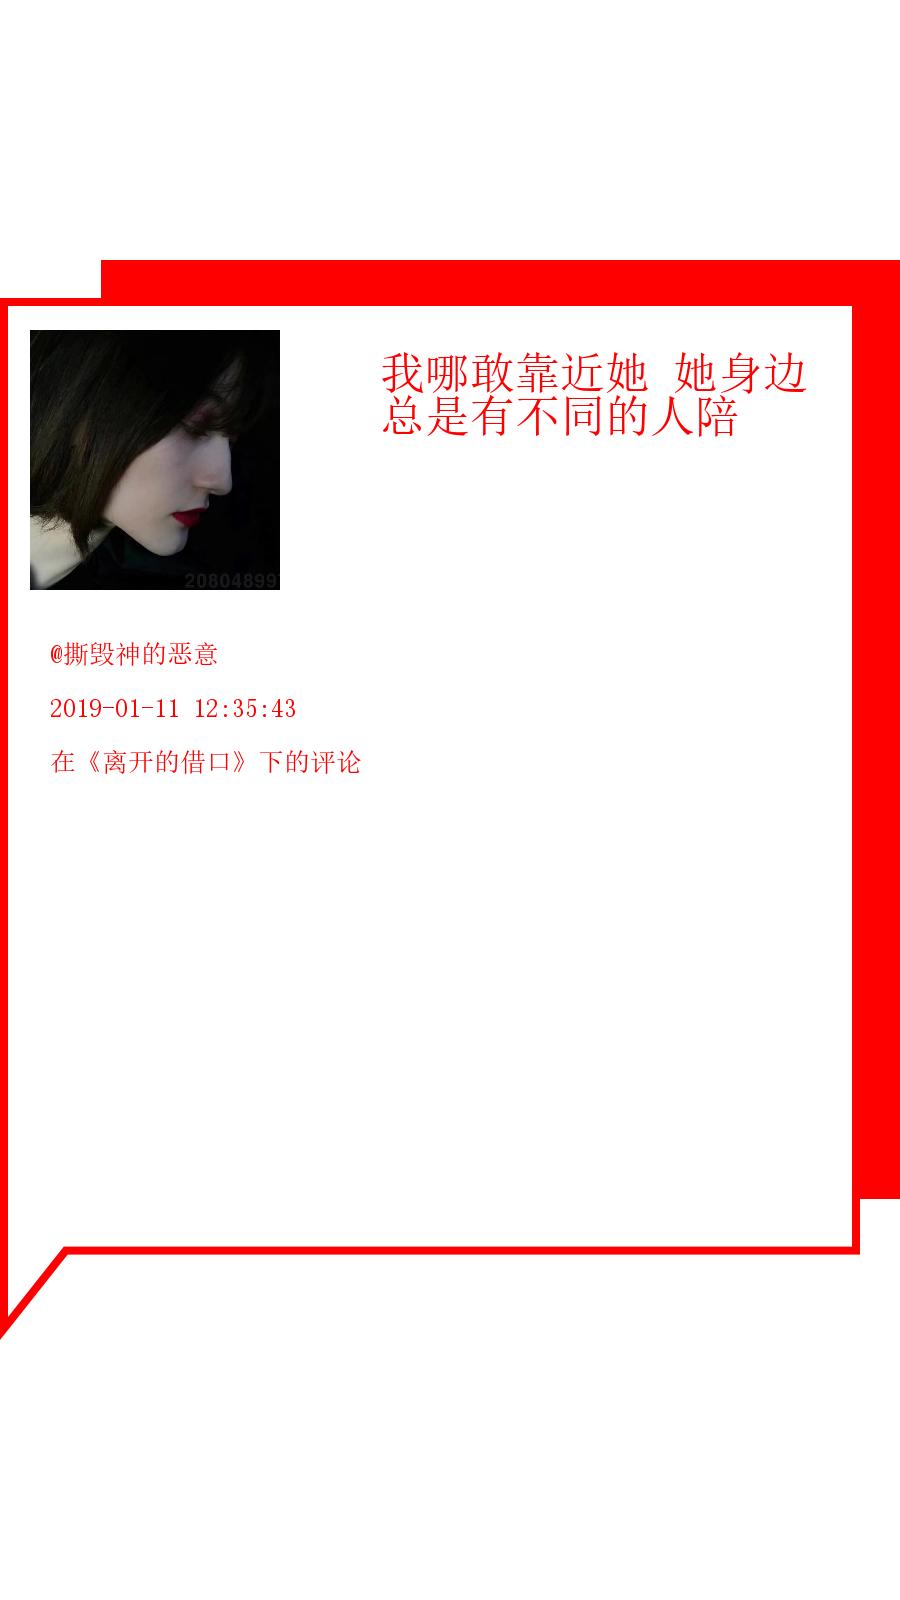 我哪敢靠近她 她身边
总是有不同的人陪
20804899
@撕毁神的恶意
2019-01-11 12:35:43
在《离开的借口》下的评论